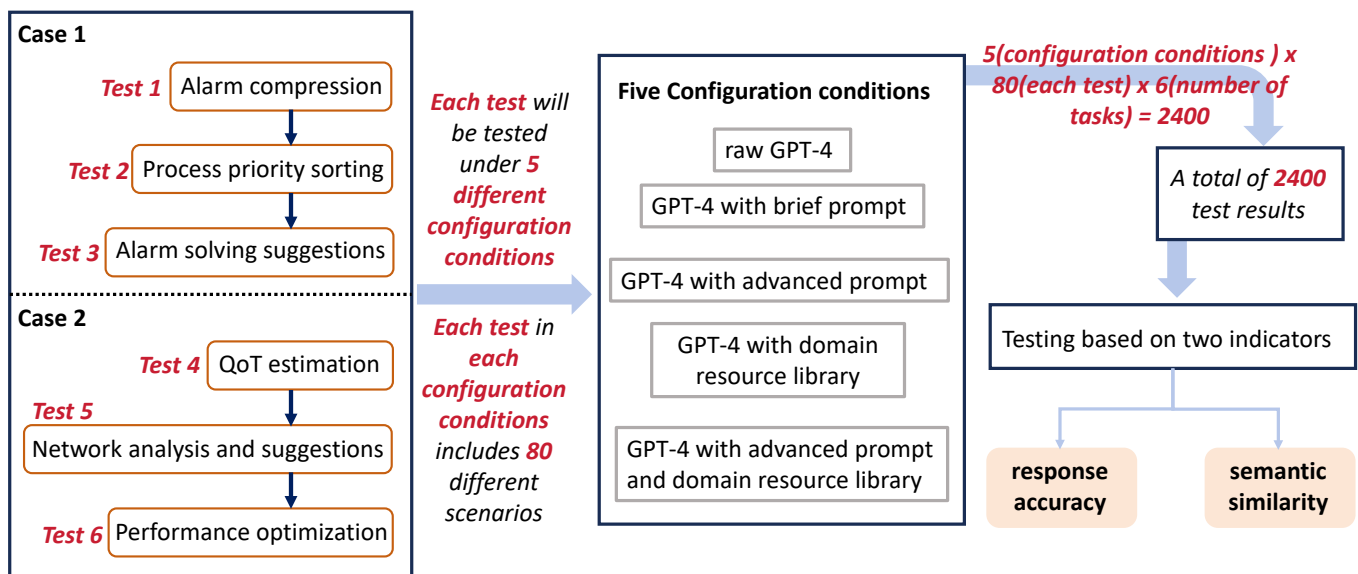 Case 1
Test 1
Alarm compression
Test 2
Process priority sorting
Test 3
Alarm solving suggestions
Case 2
Test 4
QoT estimation
Test 5
Network analysis and suggestions
Test 6
Performance optimization
Each test will
be tested
under 5
different
configuration
conditions
Each test in
each
configuration
conditions
includes 80
different
scenarios
Five Configuration conditions
raw GPT-4
GPT-4 with brief prompt
GPT-4 with advanced prompt
GPT-4 with domain
resource library
GPT-4 with advanced prompt
and domain resource library
5(configuration conditions ) x
80(each test) x 6(number of
tasks) = 2400
A total of 2400
test results
Testing based on two indicators
response
accuracy
semantic
similarity